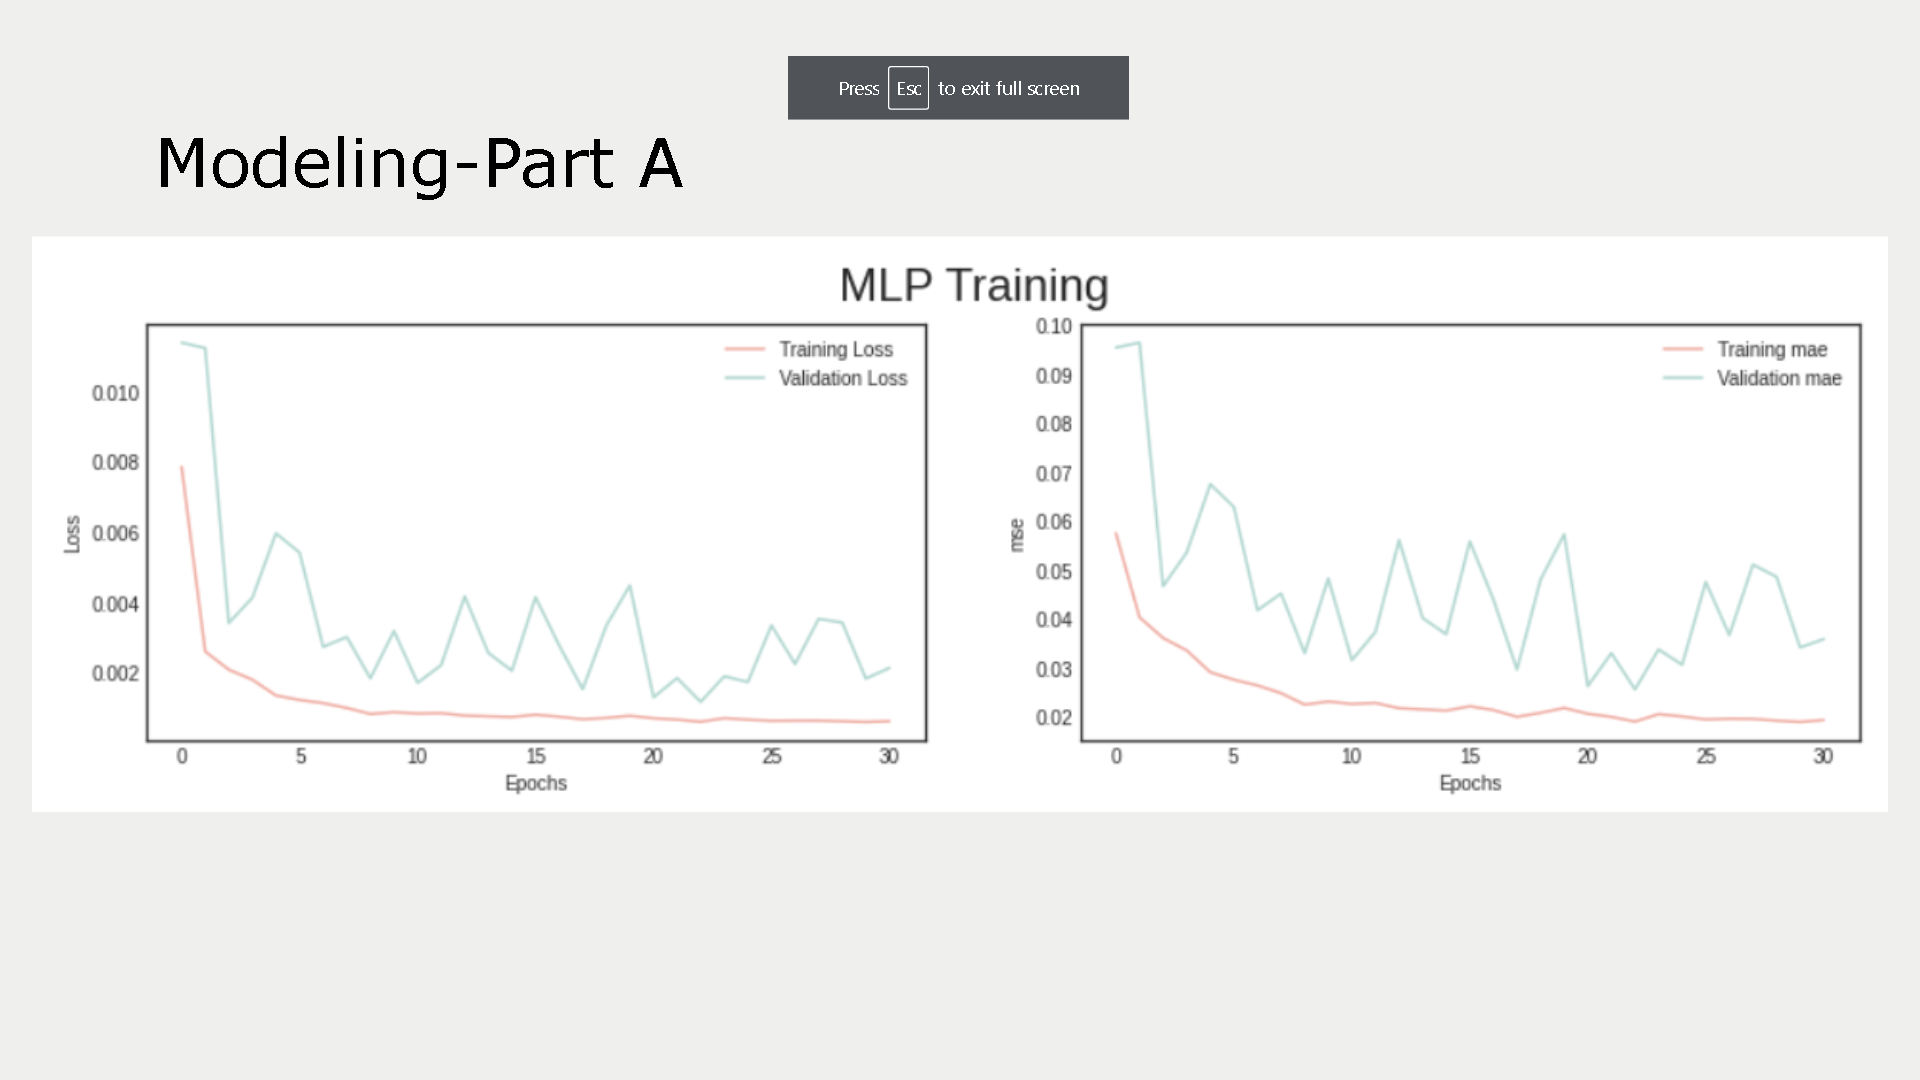 Press Esc to exit full screen
Modeling-Part A
MLP Training
Training Loss
Validation Loss
0.010
0.008
0.006
0.004
0.002
Loss
0 5 10 15 20 25 30
Epochs
Training mae
Validation mae
0.10
0.09
0.08
0.07
0.06
0.05
0.04
0.03
0.02
mse
0 5 10 15 20 25 30
Epochs